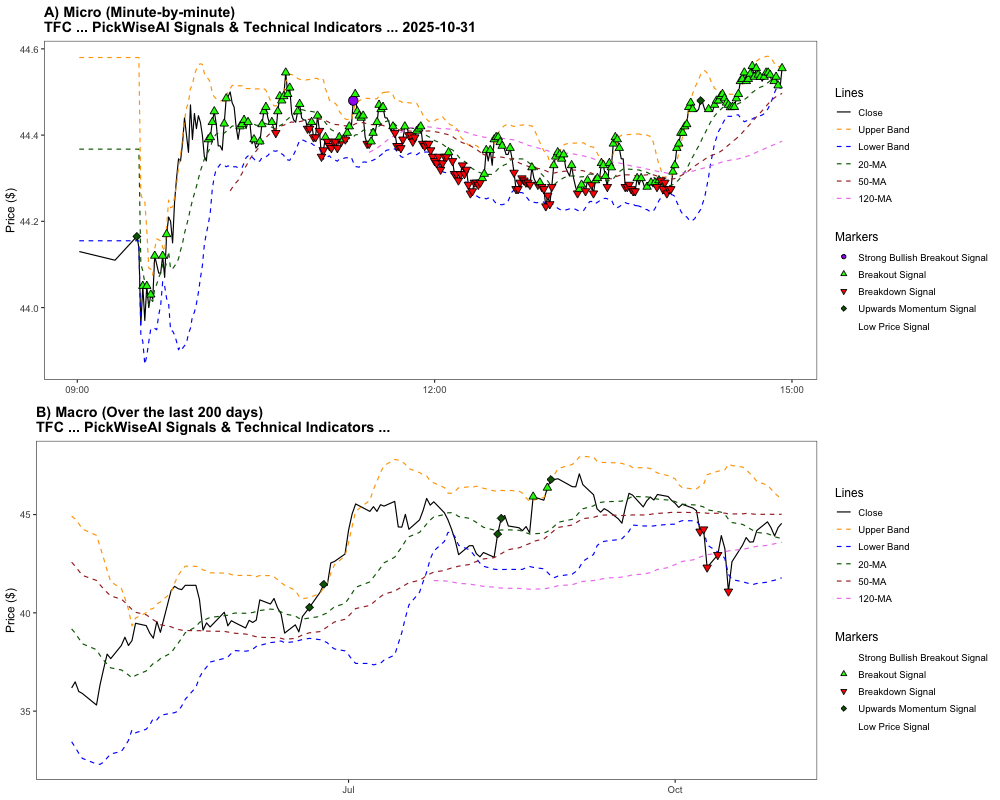 A) Micro (Minute-by-minute)
TFC ... PickWiseAI Signals & Technical Indicators ... 2025-10-31
44.6
44.4
44.2
44.0
Price ($)
09:00
12:00
15:00
Lines
Close
Upper Band
Lower Band
20-MA
50-MA
120-MA
Markers
Strong Bullish Breakout Signal
Breakout Signal
Breakdown Signal
Upwards Momentum Signal
Low Price Signal
B) Macro (Over the last 200 days)
TFC ... PickWiseAI Signals & Technical Indicators ...
45
40
35
Price ($)
Jul
Oct
Lines
Close
Upper Band
Lower Band
20-MA
50-MA
120-MA
Markers
Strong Bullish Breakout Signal
Breakout Signal
Breakdown Signal
Upwards Momentum Signal
Low Price Signal